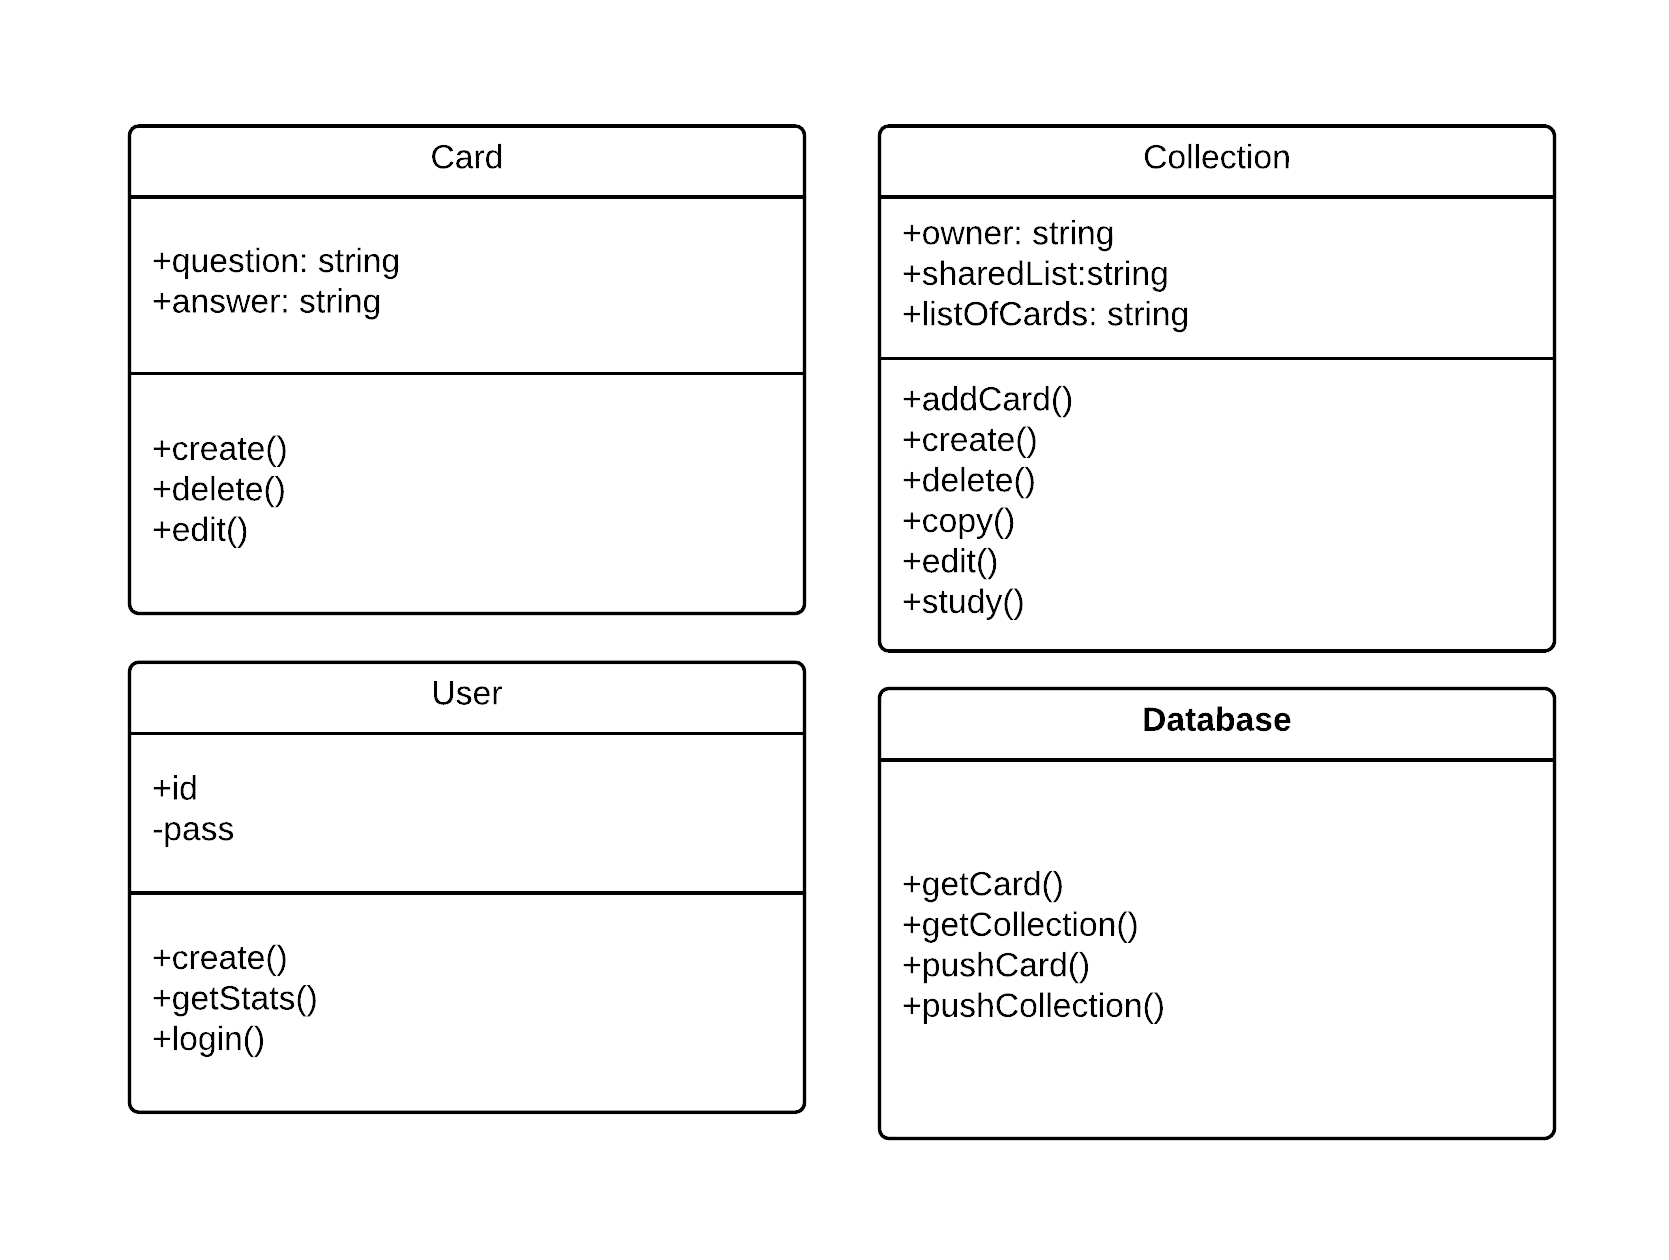 Card
+question: string
+answer: string
+create()
+delete()
+edit()
Collection
+owner: string
+sharedList:string
+listOfCards: string
+addCard()
+create()
+delete()
+copy()
+edit()
+study()
User
+id
-pass
+create()
+getStats()
+login()
Database
+getCard()
+getCollection()
+pushCard()
+pushCollection()